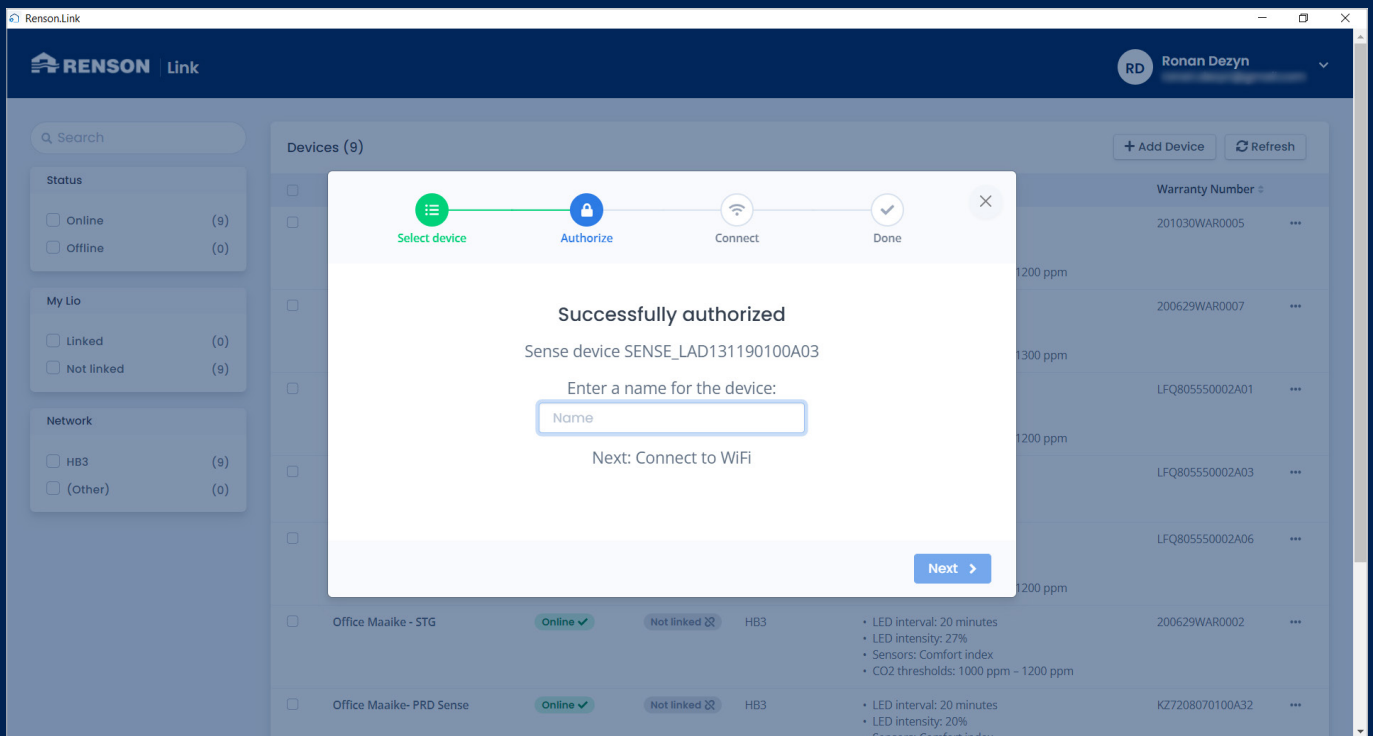 Renson.Link
RENSON Link
RD
Ronan Dezyn
Search
Devices (9)
+ Add Device
Refresh
Status
Online (9)
Offline (0)
My Lio
Linked (0)
Not linked (9)
Network
HB3 (9)
(Other) (0)
Warranty Number
201030WAR0005
1200 ppm
200629WAR0007
1300 ppm
LFQ805550002A01
1200 ppm
LFQ805550002A03
LFQ805550002A06
1200 ppm
Select device
Authorize
Connect
Done
Successfully authorized
Sense device SENSE_LAD131190100A03
Enter a name for the device:
Name
Next: Connect to WiFi
Next
Office Maaike - STG Online Not linked HB3
• LED interval: 20 minutes
• LED intensity: 27%
• Sensors: Comfort index
• CO2 thresholds: 1000 ppm – 1200 ppm
200629WAR0002
Office Maaike- PRD Sense Online Not linked HB3
• LED interval: 20 minutes
• LED intensity: 20%
• Sensors: Comfort index
KZ7208070100A32